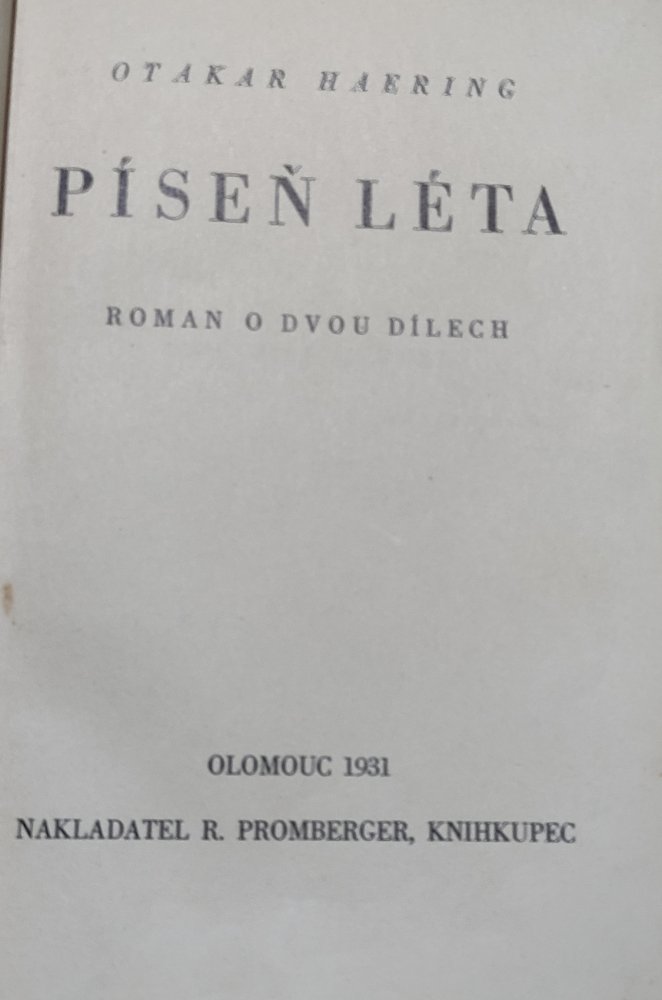 OTAKAR HAERING
PÍSEŇ LÉTA
ROMAN O DVOU DÍLECH
OLOMOUC 1931
NAKLADATEL R. PROMBERGER, KNIHKUPEC